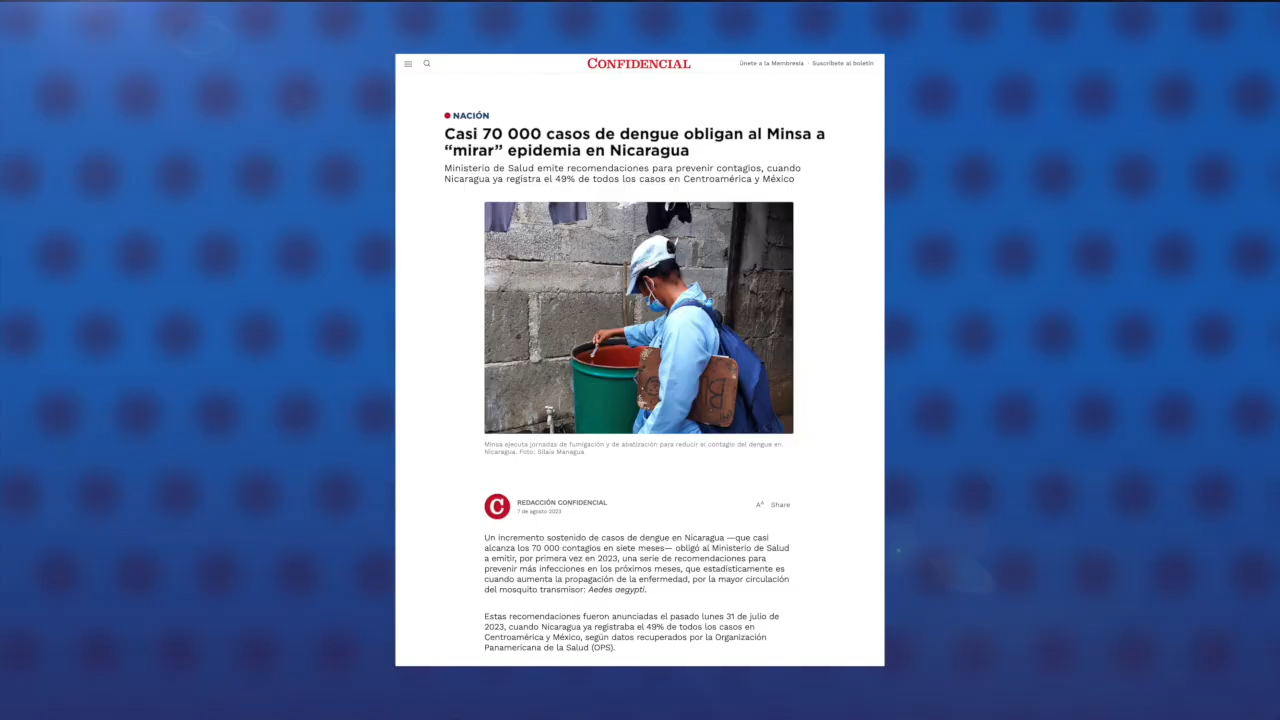 CONFIDENCIAL
Únete a la Membresía · Suscríbete al boletín
NACIÓN
Casi 70 000 casos de dengue obligan al Minsa a
“mirar” epidemia en Nicaragua
Ministerio de Salud emite recomendaciones para prevenir contagios, cuando
Nicaragua ya registra el 49% de todos los casos en Centroamérica y México
Minsa ejecuta jornadas de fumigación y de abatización para reducir el contagio del dengue en
Nicaragua. Foto: Silais Managua
C
REDACCIÓN CONFIDENCIAL
7 de agosto 2023
AA Share
Un incremento sostenido de casos de dengue en Nicaragua —que casi
alcanza los 70 000 contagios en siete meses— obligó al Ministerio de Salud
a emitir, por primera vez en 2023, una serie de recomendaciones para
prevenir más infecciones en los próximos meses, que estadísticamente es
cuando aumenta la propagación de la enfermedad, por la mayor circulación
del mosquito transmisor: Aedes aegypti.
Estas recomendaciones fueron anunciadas el pasado lunes 31 de julio de
2023, cuando Nicaragua ya registraba el 49% de todos los casos en
Centroamérica y México, según datos recuperados por la Organización
Panamericana de la Salud (OPS).